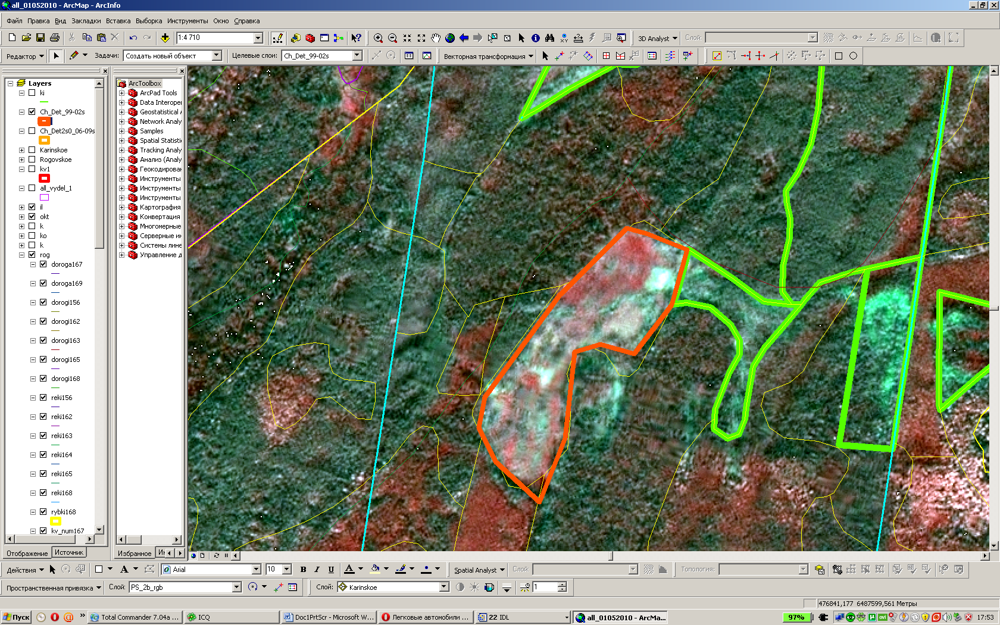 all_01052010 - ArcMap - ArcInfo
Файл Правка Вид Закладки Вставка Выборка Инструменты Окно Справка
1:4 710
3D Analyst
Слой:
Редактор
Задачи:
Создать новый объект
Целевые слои:
Ch_Det_99-02s
Векторная трансформация
Layers
ki
Ch_Det_99-02s
Ch_Det2s0_06-09s
Karinskoe
Rogovskoe
kv1
all_vydel_1
il
okt
k
ko
k
rog
doroga167
doroga169
dorogi156
dorogi162
dorogi163
dorogi165
dorogi168
reki156
reki162
reki163
reki164
reki165
reki168
rybki168
kv_num167
Отображение
Источник
ArcToolbox
ArcPad Tools
Data Interope
Geostatistical
Network Analy
Samples
Spatial Statisti
Tracking Analy
Анализ (Analy
Геокодирова
Инструменты
Инструменты
Инструменты
Картография
Конвертация
Многомерные
Серверные ин
Системы лине
Управление д
Избранное
Действия
Arial
10
B I U
A
Spatial Analyst
Слой:
Топология:
Пространственная привязка
Слой:
PS_2b_rgb
Слой:
Karinskoe
1
476841,177 6487599,561 Метры
Пуск
Total Commander 7.04a ...
ICQ
Doc1PrtScr - Microsoft W...
Легковые автомобили ...
22 IDL
all_01052010 - ArcMa...
97%
17:53